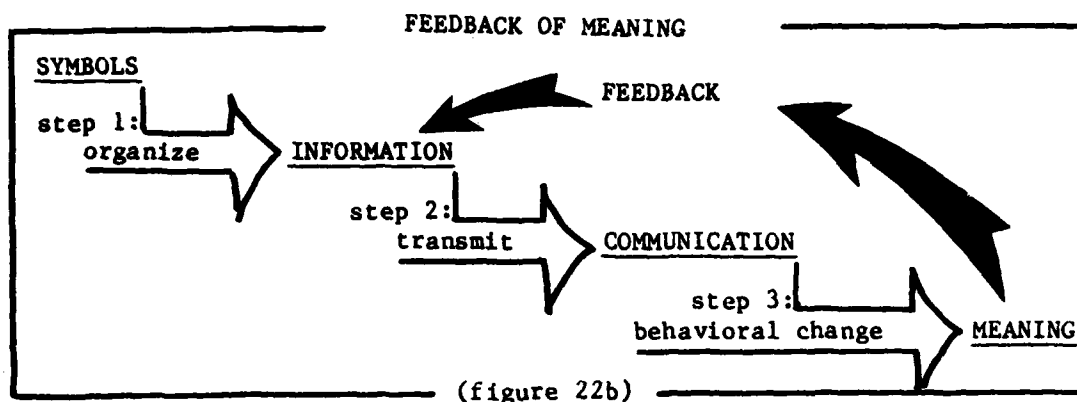 FEEDBACK OF MEANING
SYMBOLS
FEEDBACK
step 1:
organize
INFORMATION
step 2:
transmit
COMMUNICATION
step 3:
behavioral change
MEANING
(figure 22b)